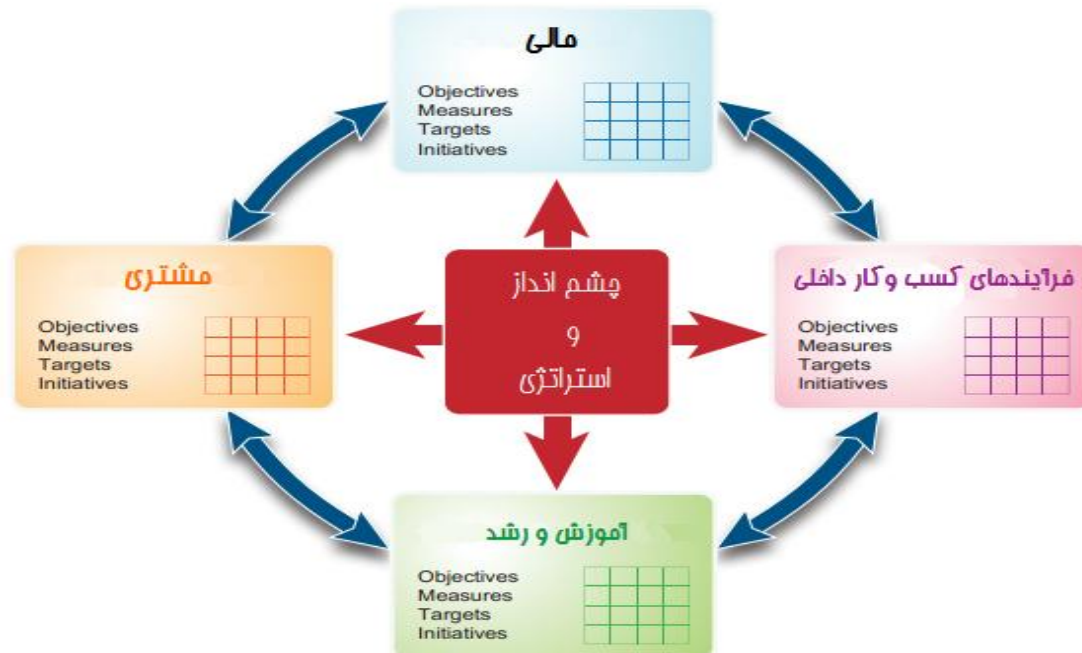 مالی
Objectives
Measures
Targets
Initiatives
مشتری
Objectives
Measures
Targets
Initiatives
چشم انداز
و
استراتژی
فرآیندهای کسب و کار داخلی
Objectives
Measures
Targets
Initiatives
آموزش و رشد
Objectives
Measures
Targets
Initiatives